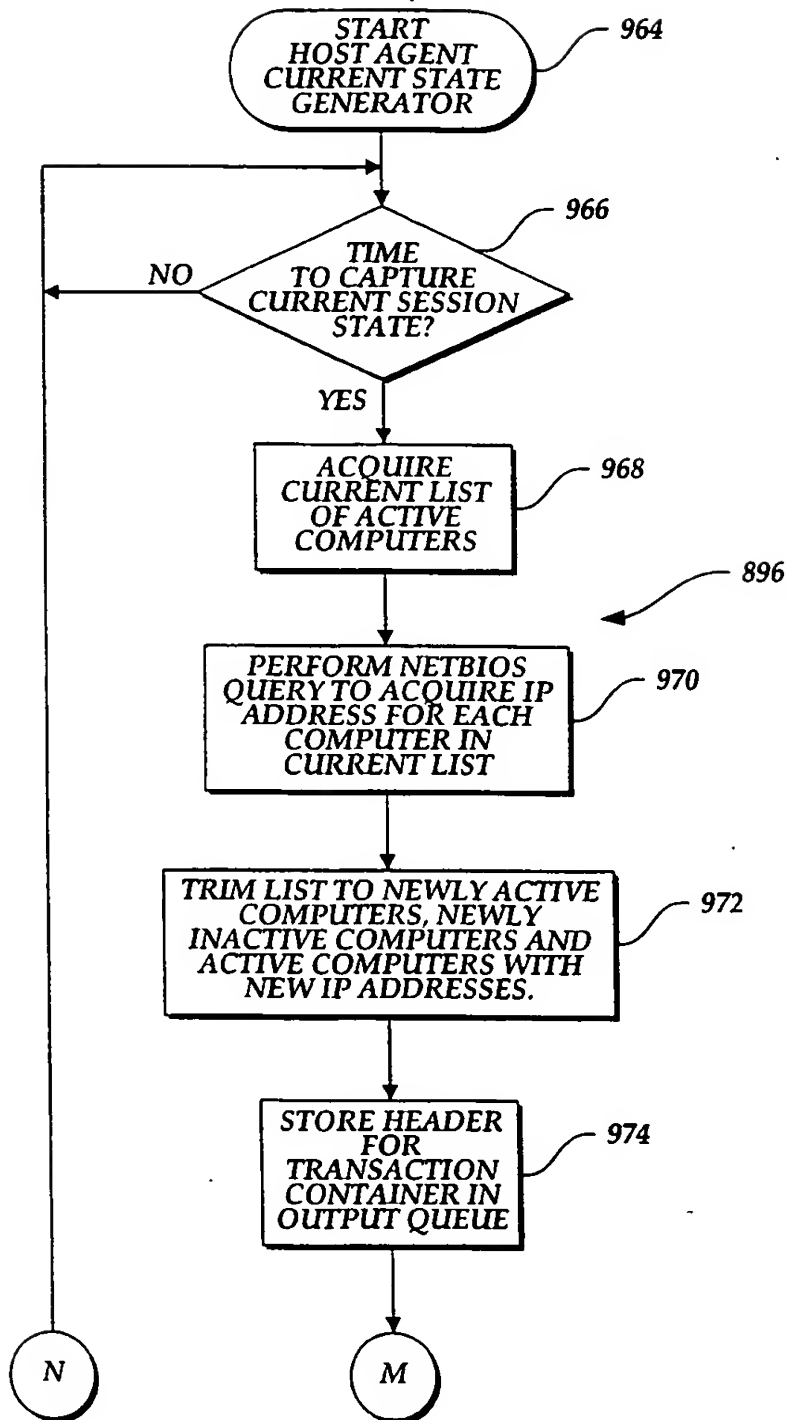 START
HOST AGENT
CURRENT STATE
GENERATOR
964
966
TIME
TO CAPTURE
CURRENT SESSION
STATE?
NO
YES
ACQUIRE
CURRENT LIST
OF ACTIVE
COMPUTERS
968
896
PERFORM NETBIOS
QUERY TO ACQUIRE IP
ADDRESS FOR EACH
COMPUTER IN
CURRENT LIST
970
TRIM LIST TO NEWLY ACTIVE
COMPUTERS, NEWLY
INACTIVE COMPUTERS AND
ACTIVE COMPUTERS WITH
NEW IP ADDRESSES.
972
STORE HEADER
FOR
TRANSACTION
CONTAINER IN
OUTPUT QUEUE
974
N
M